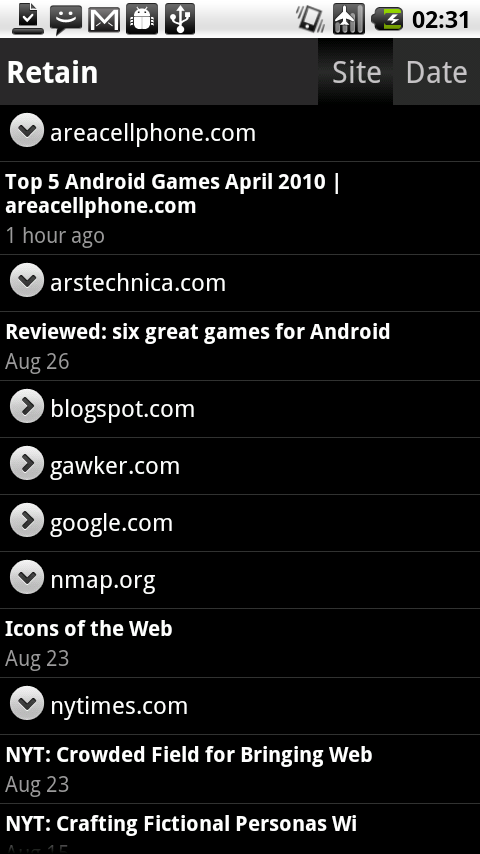 02:31
Retain
Site
Date
areacellphone.com
Top 5 Android Games April 2010 |
areacellphone.com
1 hour ago
arstechnica.com
Reviewed: six great games for Android
Aug 26
blogspot.com
gawker.com
google.com
nmap.org
Icons of the Web
Aug 23
nytimes.com
NYT: Crowded Field for Bringing Web
Aug 23
NYT: Crafting Fictional Personas Wi
Aug 15